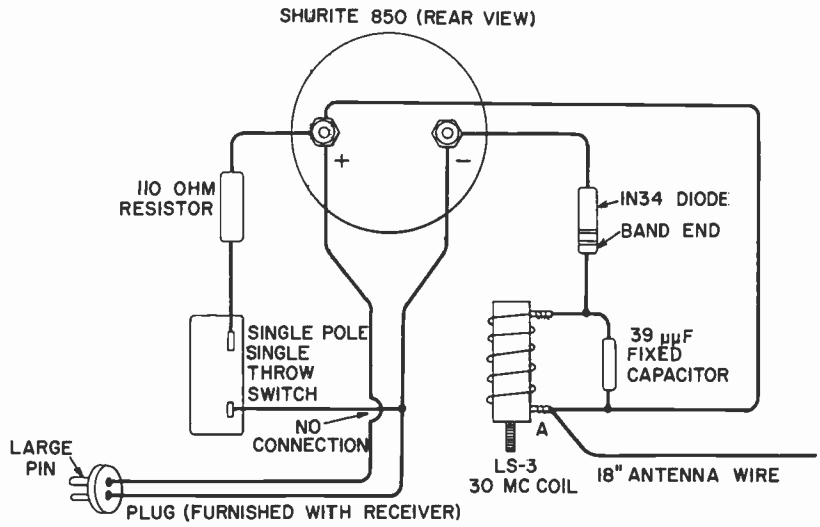 SHURITE 850 (REAR VIEW)
+
−
110 OHM
RESISTOR
IN34 DIODE
BAND END
SINGLE POLE
SINGLE
THROW
SWITCH
39 µµF
FIXED
CAPACITOR
NO
CONNECTION
A
LARGE
PIN
LS-3
30 MC COIL
18" ANTENNA WIRE
PLUG (FURNISHED WITH RECEIVER)